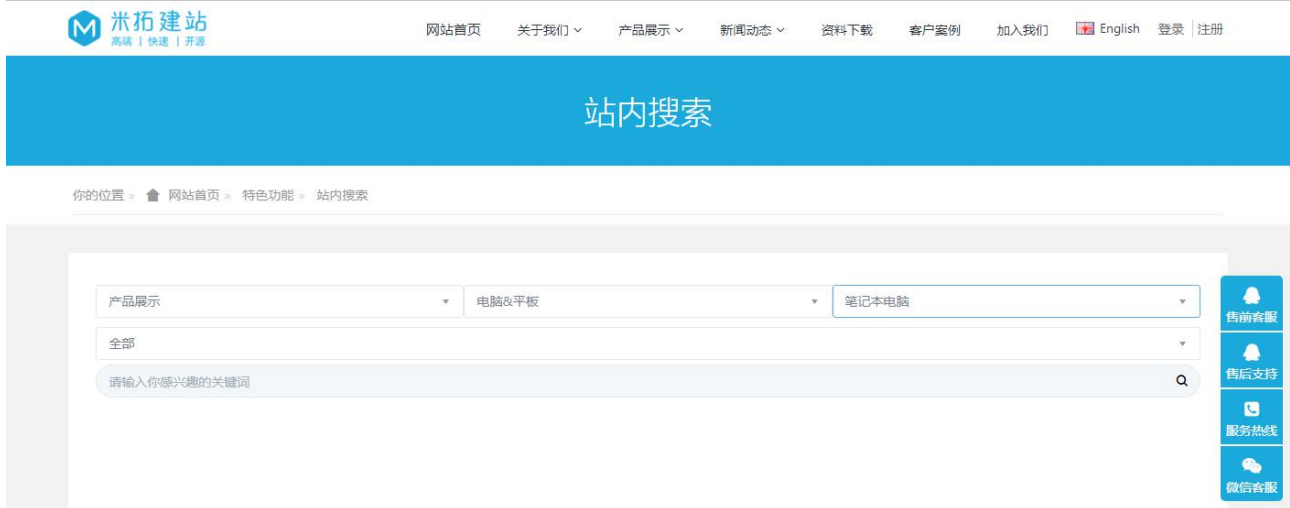 米拓建站
高端 | 快速 | 开源
网站首页 关于我们 产品展示 新闻动态 资料下载 客户案例 加入我们 English 登录 | 注册
站内搜索
你的位置 » 网站首页 » 特色功能 » 站内搜索
产品展示 电脑&平板 笔记本电脑
全部
请输入你感兴趣的关键词
售前客服
售后支持
服务热线
微信客服